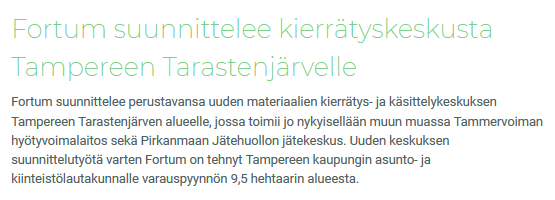 Fortum suunnittelee kierrätyskeskusta
Tampereen Tarastenjärvelle
Fortum suunnittelee perustavansa uuden materiaalien kierrätys- ja käsittelykeskuksen
Tampereen Tarastenjärven alueelle, jossa toimii jo nykyisellään muun muassa Tammervoiman
hyötyvoimalaitos sekä Pirkanmaan Jätehuollon jätekeskus. Uuden keskuksen
suunnittelutyötä varten Fortum on tehnyt Tampereen kaupungin asunto- ja
kiinteistölautakunnalle varauspyynnön 9,5 hehtaarin alueesta.